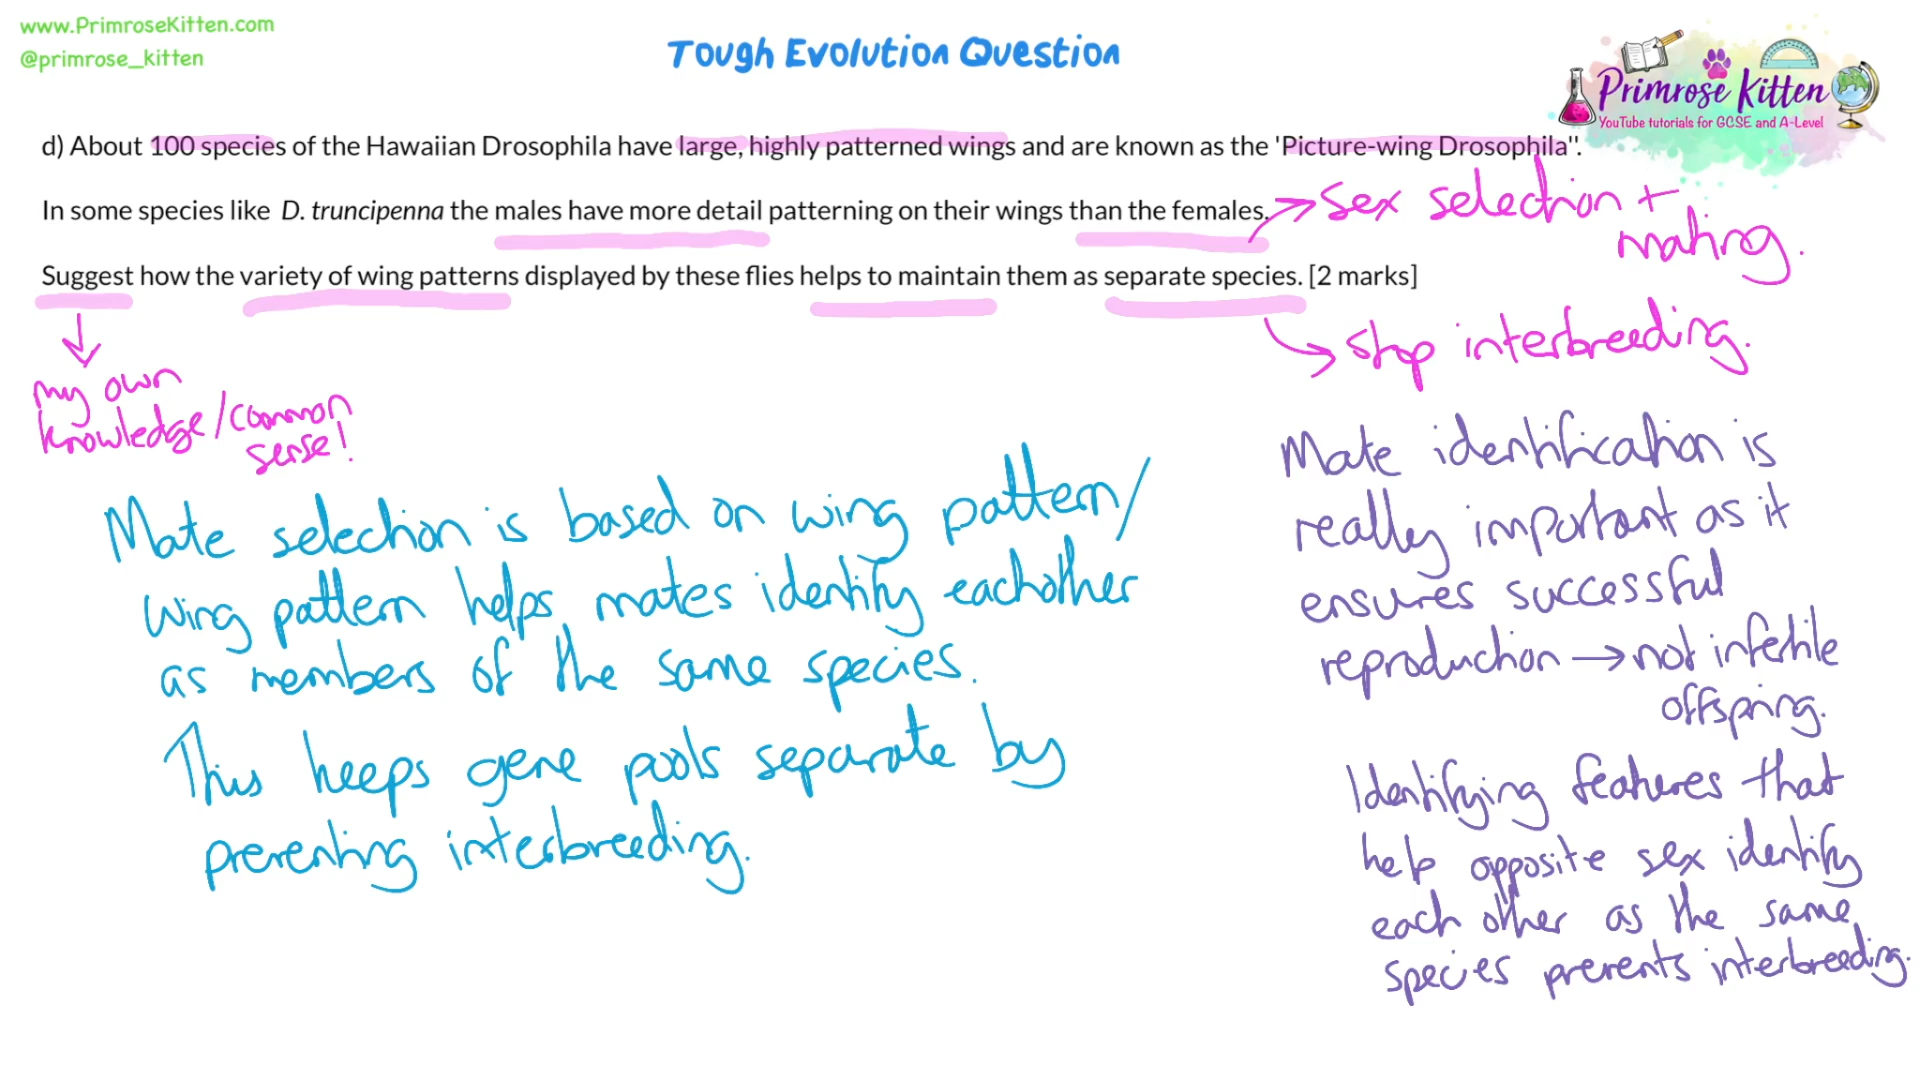 www.PrimroseKitten.com
@primrose_kitten
Tough Evolution Question
Primrose Kitten
YouTube tutorials for GCSE and A-Level
d) About 100 species of the Hawaiian Drosophila have large, highly patterned wings and are known as the 'Picture-wing Drosophila''.
In some species like D. truncipenna the males have more detail patterning on their wings than the females.
→ Sex selection +
mating.
Suggest how the variety of wing patterns displayed by these flies helps to maintain them as separate species. [2 marks]
→ Stop interbreeding.
My own
knowledge/common
sense!
Mate selection is based on wing pattern/
wing pattern helps mates identify eachother
as members of the same species.
This keeps gene pools separate by
preventing interbreeding.
Mate identification is
really important as it
ensures successful
reproduction → not infertile
offspring.
Identifying features that
help opposite sex identify
each other as the same
species prevents interbreeding.